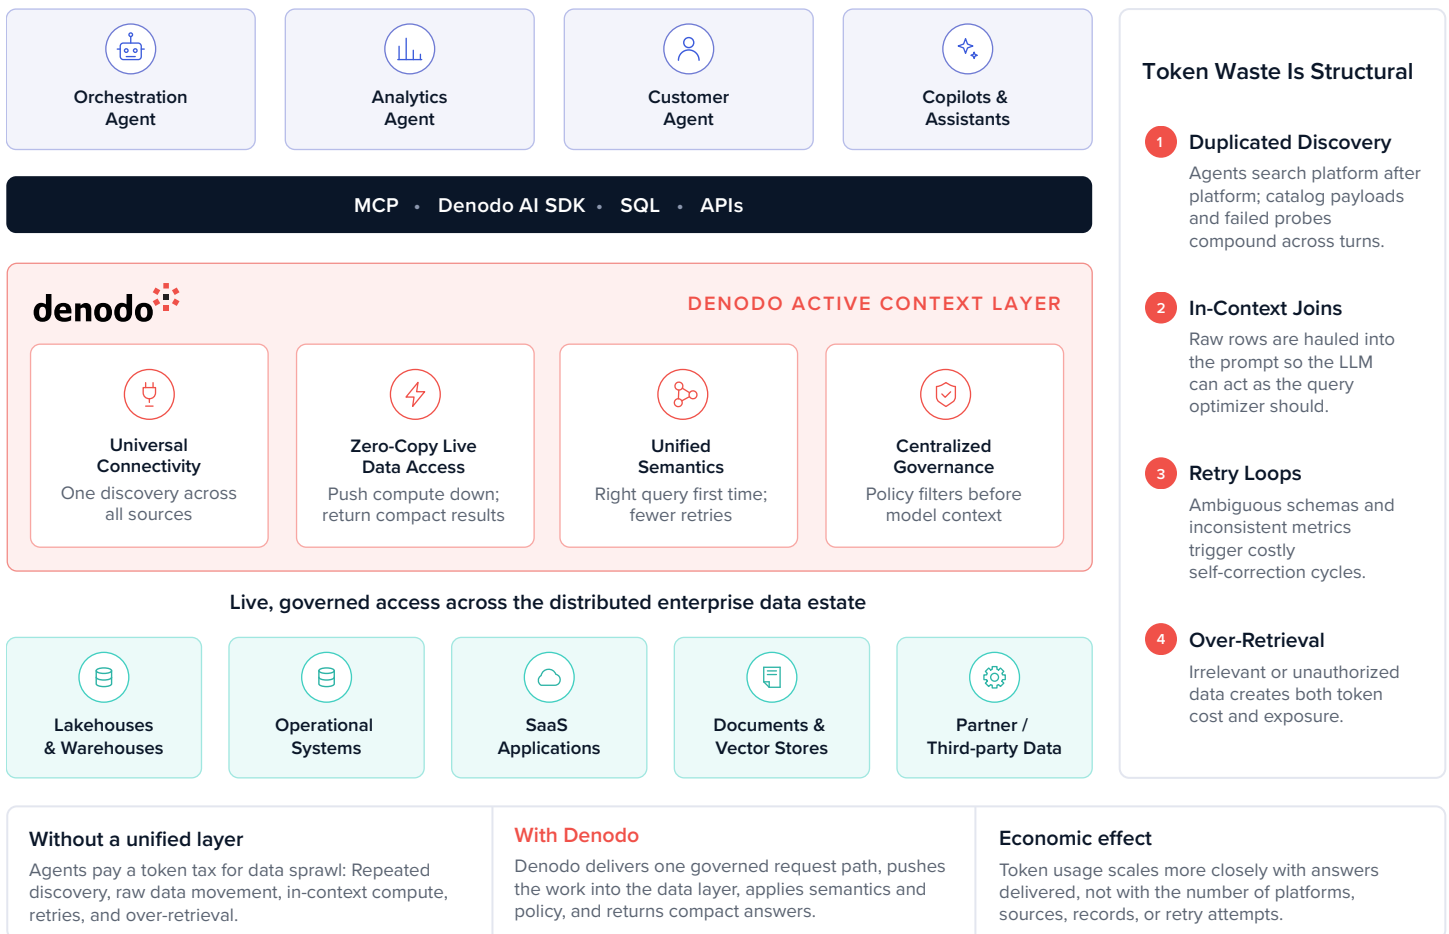 Orchestration
Agent
Analytics
Agent
Customer
Agent
Copilots &
Assistants
MCP • Denodo AI SDK • SQL • APIs
denodo
DENODO ACTIVE CONTEXT LAYER
Universal
Connectivity
One discovery across
all sources
Zero-Copy Live
Data Access
Push compute down;
return compact results
Unified
Semantics
Right query first time;
fewer retries
Centralized
Governance
Policy filters before
model context
Live, governed access across the distributed enterprise data estate
Lakehouses
& Warehouses
Operational
Systems
SaaS
Applications
Documents &
Vector Stores
Partner /
Third-party Data
Token Waste Is Structural
1 Duplicated Discovery
Agents search platform after
platform; catalog payloads
and failed probes
compound across turns.
2 In-Context Joins
Raw rows are hauled into
the prompt so the LLM
can act as the query
optimizer should.
3 Retry Loops
Ambiguous schemas and
inconsistent metrics
trigger costly
self-correction cycles.
4 Over-Retrieval
Irrelevant or unauthorized
data creates both token
cost and exposure.
Without a unified layer
Agents pay a token tax for data sprawl: Repeated
discovery, raw data movement, in-context compute,
retries, and over-retrieval.
With Denodo
Denodo delivers one governed request path, pushes
the work into the data layer, applies semantics and
policy, and returns compact answers.
Economic effect
Token usage scales more closely with answers
delivered, not with the number of platforms,
sources, records, or retry attempts.